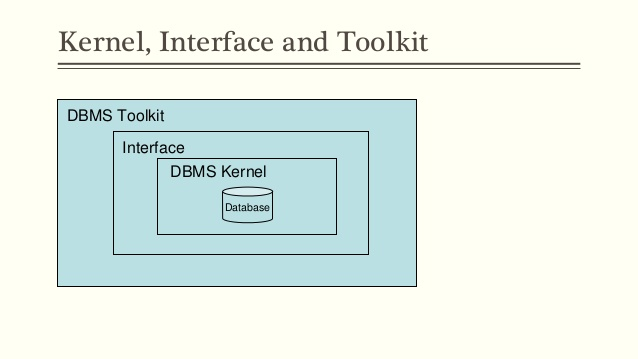 Kernel, Interface and Toolkit
DBMS Toolkit
Interface
DBMS Kernel
Database